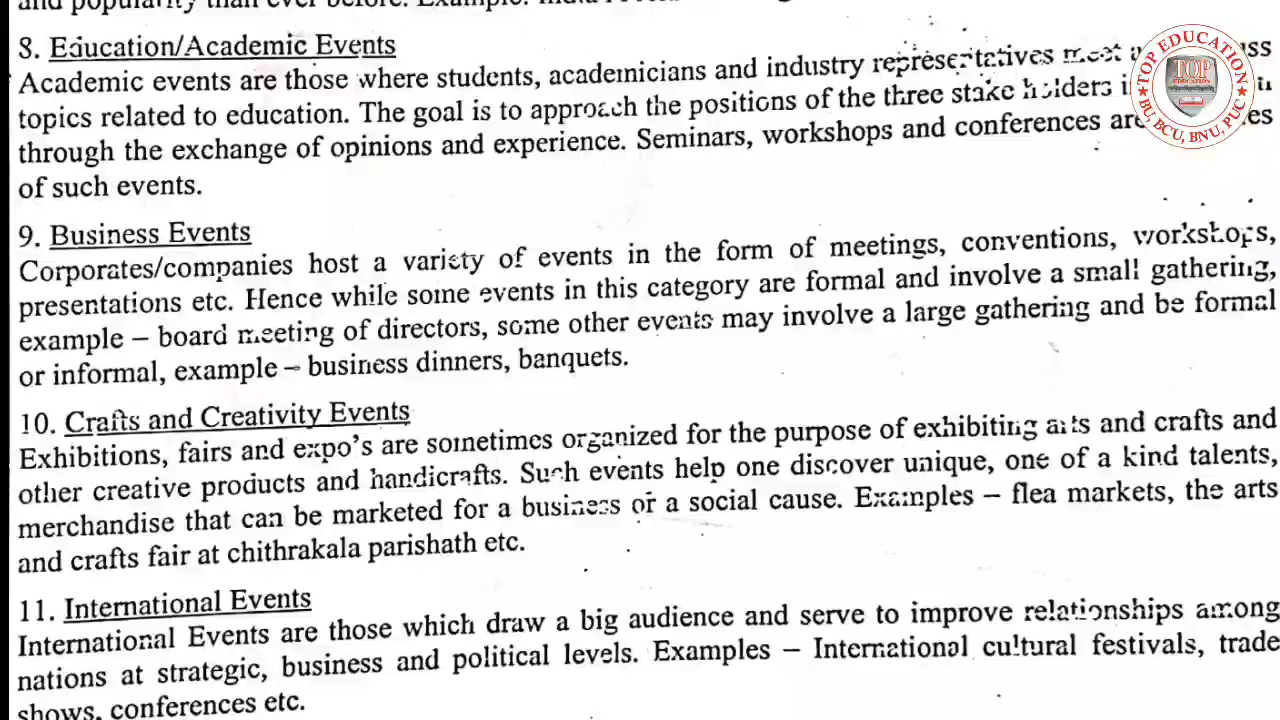 and popularity than ever before. Example:
8. Education/Academic Events
Academic events are those where students, academicians and industry representatives meet
topics related to education. The goal is to approach the positions of the three stake holders
through the exchange of opinions and experience. Seminars, workshops and conferences are
of such events.
9. Business Events
Corporates/companies host a variety of events in the form of meetings, conventions, workshops,
presentations etc. Hence while some events in this category are formal and involve a small gathering,
example – board meeting of directors, some other events may involve a large gathering and be formal
or informal, example – business dinners, banquets.
10. Crafts and Creativity Events
Exhibitions, fairs and expo's are sometimes organized for the purpose of exhibiting arts and crafts and
other creative products and handicrafts. Such events help one discover unique, one of a kind talents,
merchandise that can be marketed for a business or a social cause. Examples – flea markets, the arts
and crafts fair at chithrakala parishath etc.
11. International Events
International Events are those which draw a big audience and serve to improve relationships among
nations at strategic, business and political levels. Examples – International cultural festivals, trade
shows, conferences etc.
TOP EDUCATION
TOP
EDUCATION
BU, BCU, BNU, PUC